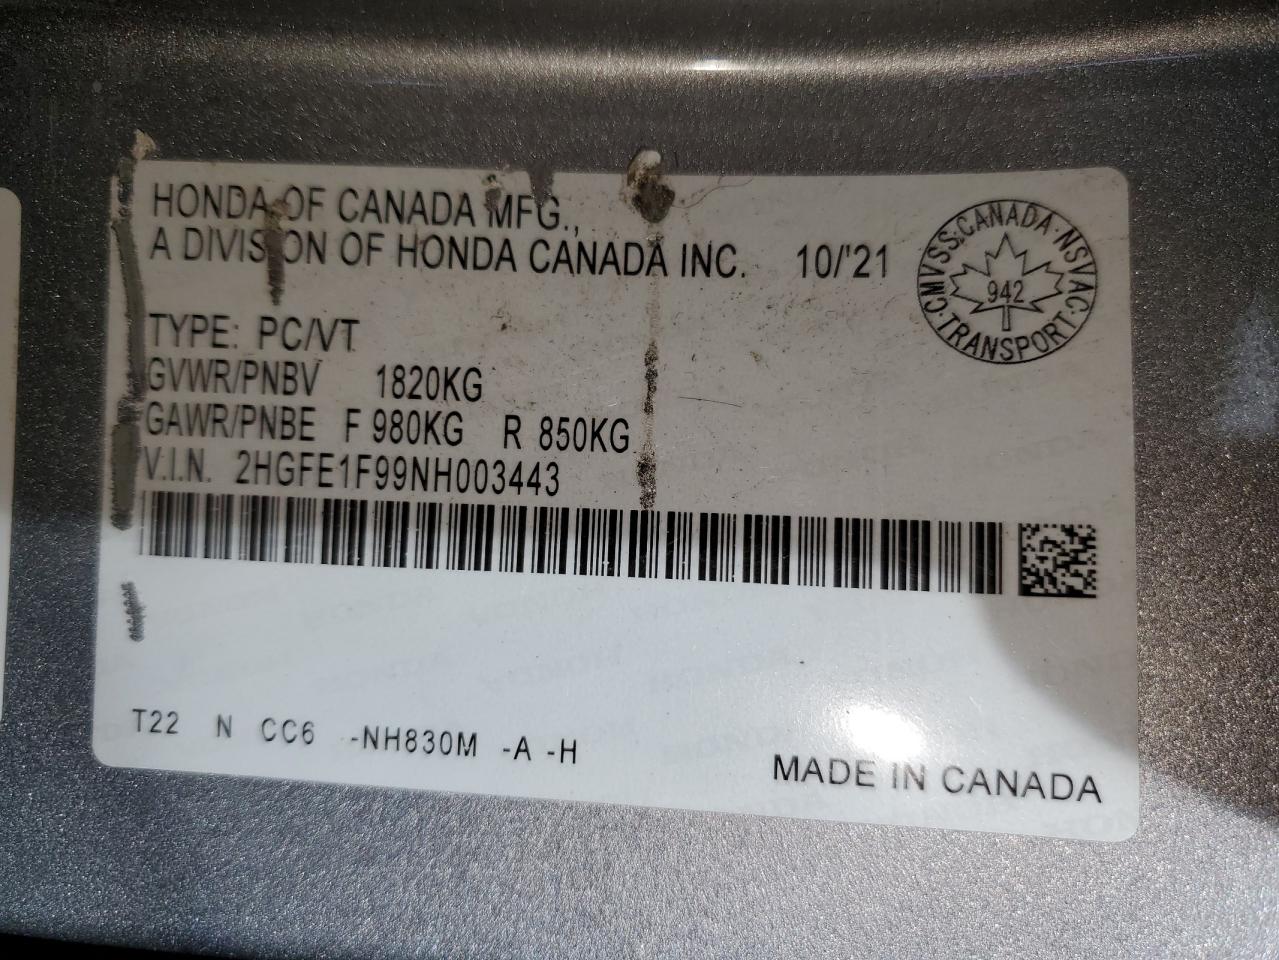 HONDA OF CANADA MFG.,
A DIVISION OF HONDA CANADA INC. 10/'21
CMVSS·CANADA·NSVAC·TRANSPORT·
942
TYPE: PC/VT
GVWR/PNBV 1820KG
GAWR/PNBE F 980KG R 850KG
V.I.N. 2HGFE1F99NH003443
T22 N CC6 -NH830M -A -H
MADE IN CANADA